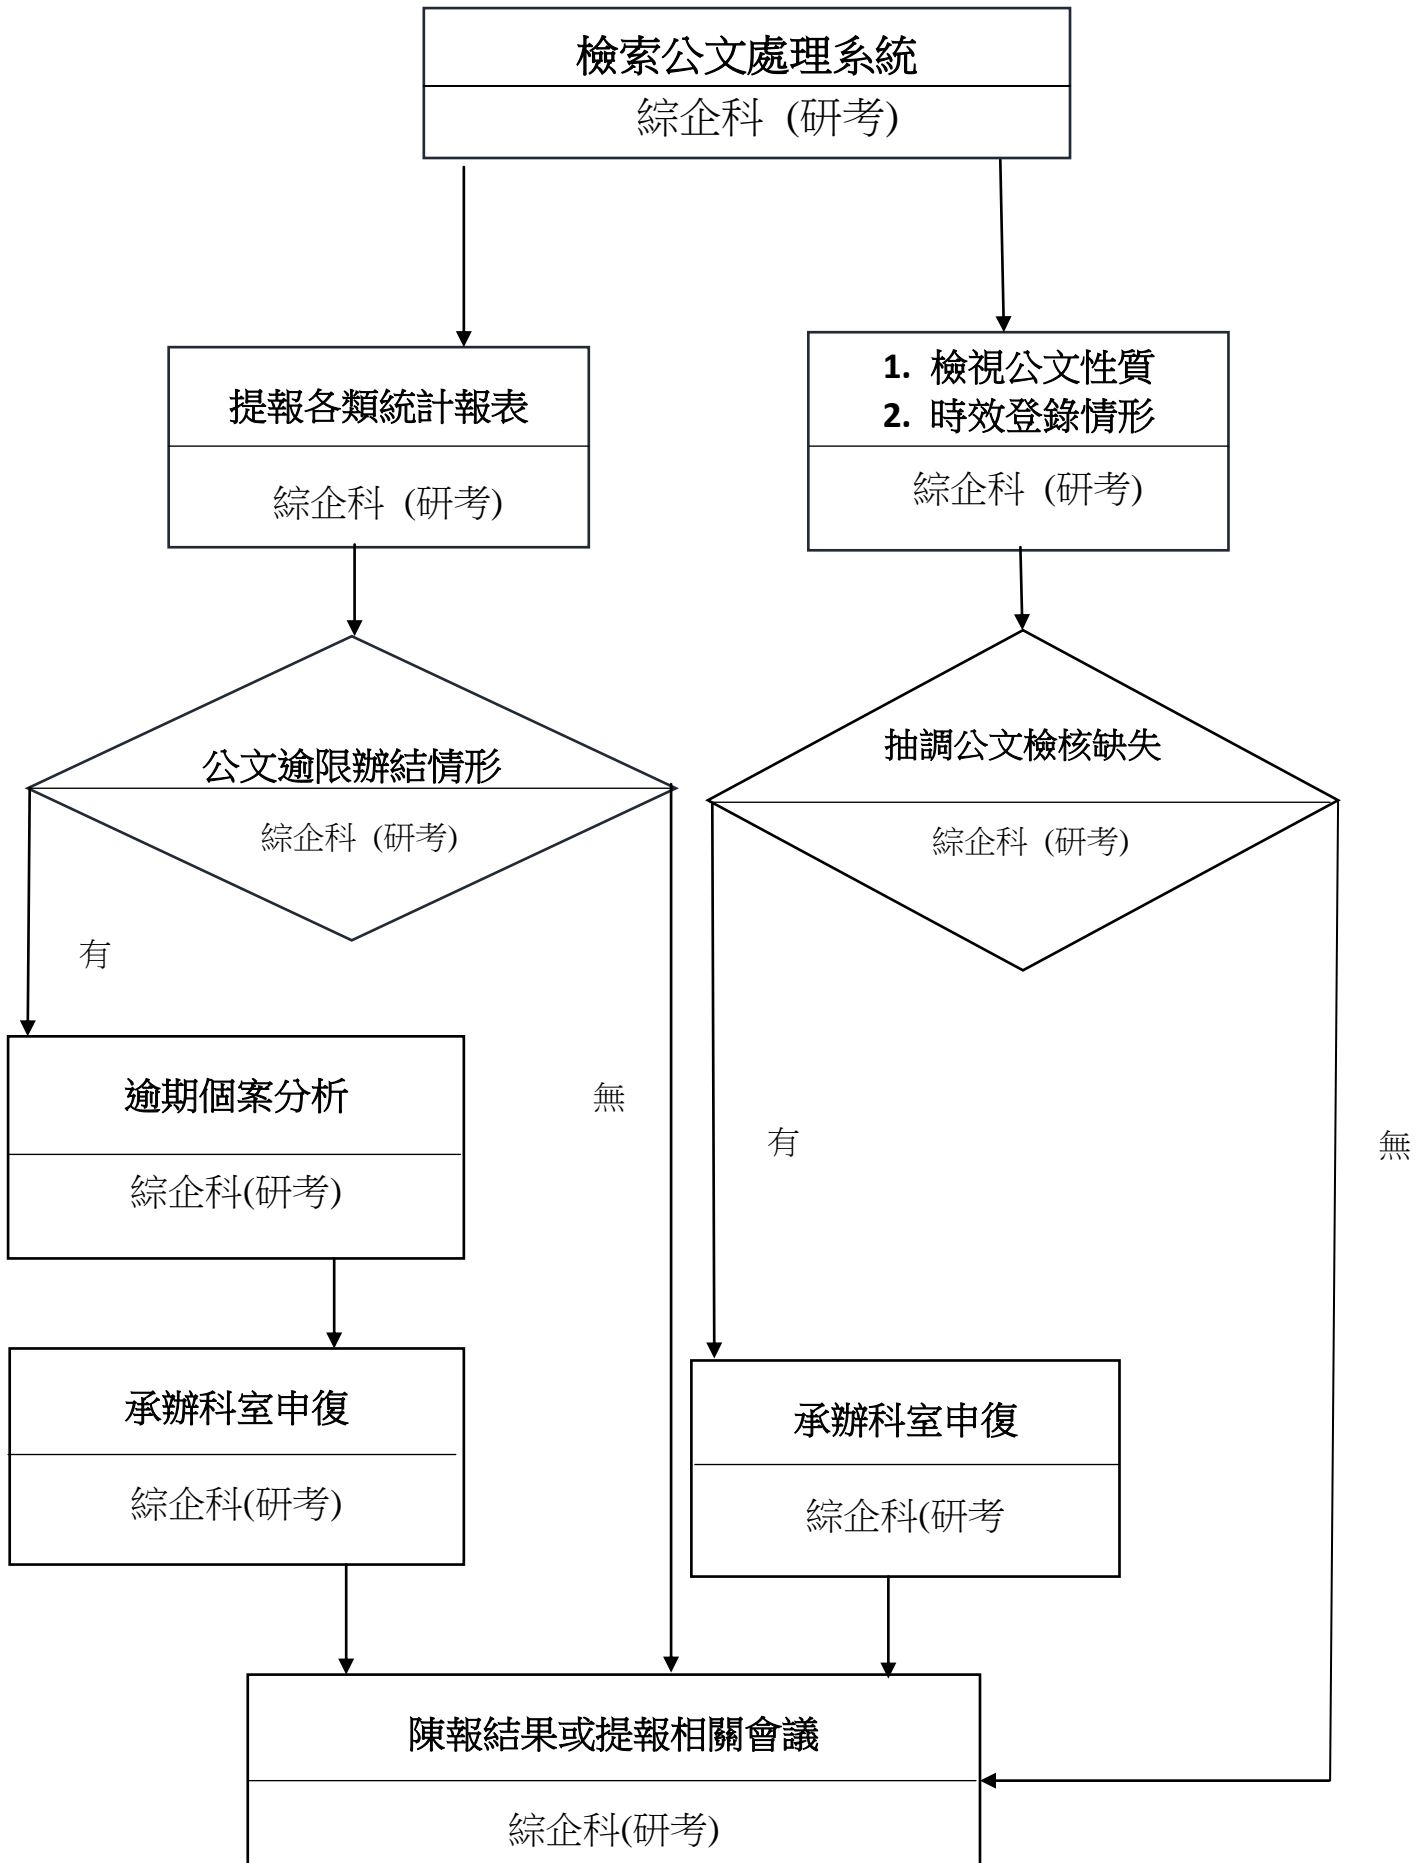 檢索公文處理系統
綜企科 (研考)
提報各類統計報表
綜企科 (研考)
1. 檢視公文性質
2. 時效登錄情形
綜企科 (研考)
公文逾限辦結情形
綜企科 (研考)
抽調公文檢核缺失
綜企科 (研考)
有
無
有
無
逾期個案分析
綜企科(研考)
承辦科室申復
綜企科(研考)
承辦科室申復
綜企科(研考
陳報結果或提報相關會議
綜企科(研考)